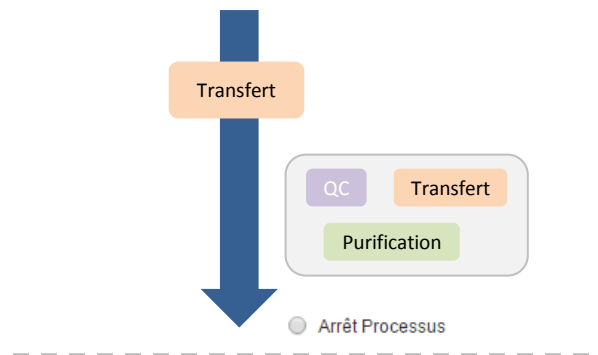 Transfert
QC Transfert
Purification
Arrêt Processus